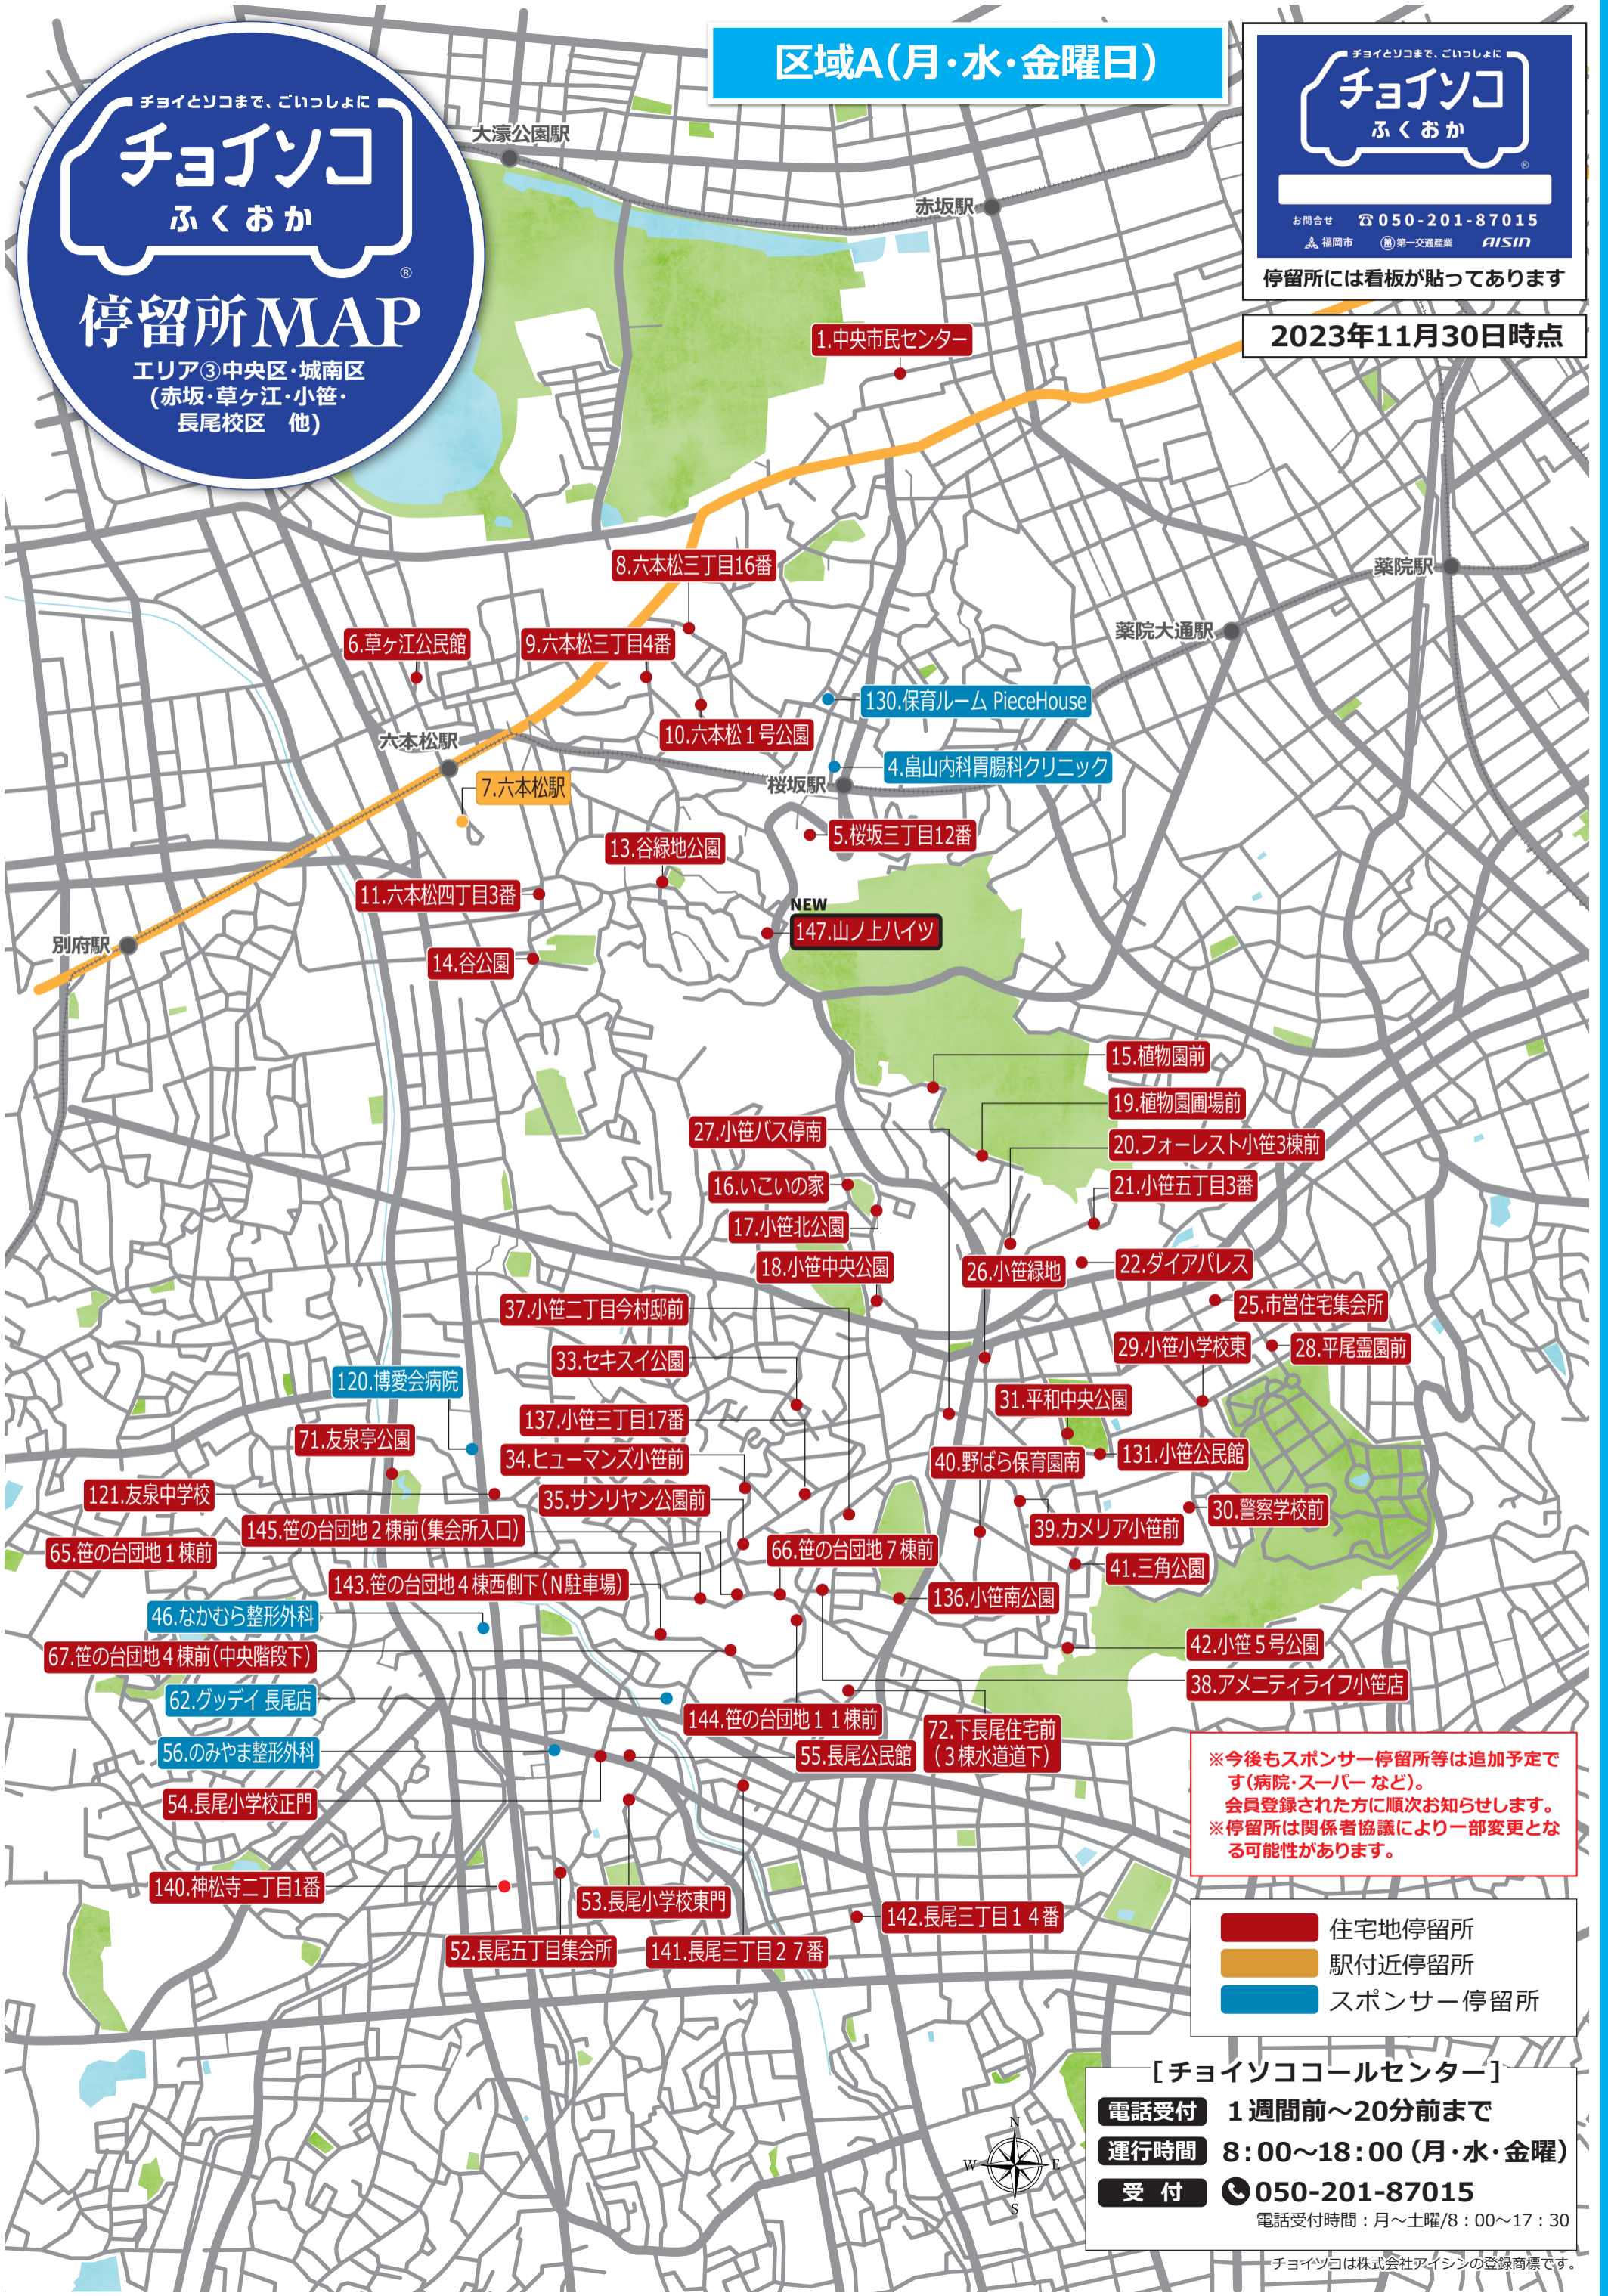 チョイとソコまで、ごいっしょに
チョイソコ
ふくおか
®
停留所MAP
エリア③中央区・城南区
(赤坂・草ヶ江・小笹・
長尾校区 他)
区域A(月・水・金曜日)
チョイとソコまで、ごいっしょに
チョイソコ
ふくおか
®
お問合せ ☎050-201-87015
福岡市 第一交通産業 AISIN
停留所には看板が貼ってあります
2023年11月30日時点
大濠公園駅
赤坂駅
1.中央市民センター
8.六本松三丁目16番
薬院駅
薬院大通駅
6.草ヶ江公民館
9.六本松三丁目4番
130.保育ルーム PieceHouse
10.六本松1号公園
六本松駅
4.畠山内科胃腸科クリニック
桜坂駅
7.六本松駅
5.桜坂三丁目12番
13.谷緑地公園
11.六本松四丁目3番
NEW
147.山ノ上ハイツ
別府駅
14.谷公園
15.植物園前
19.植物園圃場前
27.小笹バス停南
20.フォーレスト小笹3棟前
16.いこいの家
21.小笹五丁目3番
17.小笹北公園
18.小笹中央公園
26.小笹緑地
22.ダイアパレス
37.小笹二丁目今村邸前
25.市営住宅集会所
33.セキスイ公園
29.小笹小学校東
28.平尾霊園前
120.博愛会病院
31.平和中央公園
137.小笹三丁目17番
71.友泉亭公園
34.ヒューマンズ小笹前
40.野ばら保育園南
131.小笹公民館
121.友泉中学校
35.サンリヤン公園前
30.警察学校前
145.笹の台団地2棟前(集会所入口)
39.カメリア小笹前
65.笹の台団地1棟前
66.笹の台団地7棟前
41.三角公園
143.笹の台団地4棟西側下(N駐車場)
136.小笹南公園
46.なかむら整形外科
67.笹の台団地4棟前(中央階段下)
42.小笹5号公園
38.アメニティライフ小笹店
62.グッデイ 長尾店
144.笹の台団地11棟前
72.下長尾住宅前
(3棟水道道下)
56.のみやま整形外科
55.長尾公民館
54.長尾小学校正門
140.神松寺二丁目1番
53.長尾小学校東門
142.長尾三丁目14番
52.長尾五丁目集会所
141.長尾三丁目27番
※今後もスポンサー停留所等は追加予定で
す(病院・スーパー など)。
会員登録された方に順次お知らせします。
※停留所は関係者協議により一部変更とな
る可能性があります。
住宅地停留所
駅付近停留所
スポンサー停留所
[チョイソココールセンター]
電話受付 1週間前～20分前まで
運行時間 8:00～18:00(月・水・金曜)
受 付 050-201-87015
電話受付時間:月～土曜/8:00～17:30
N
W E
S
チョイソコは株式会社アイシンの登録商標です。